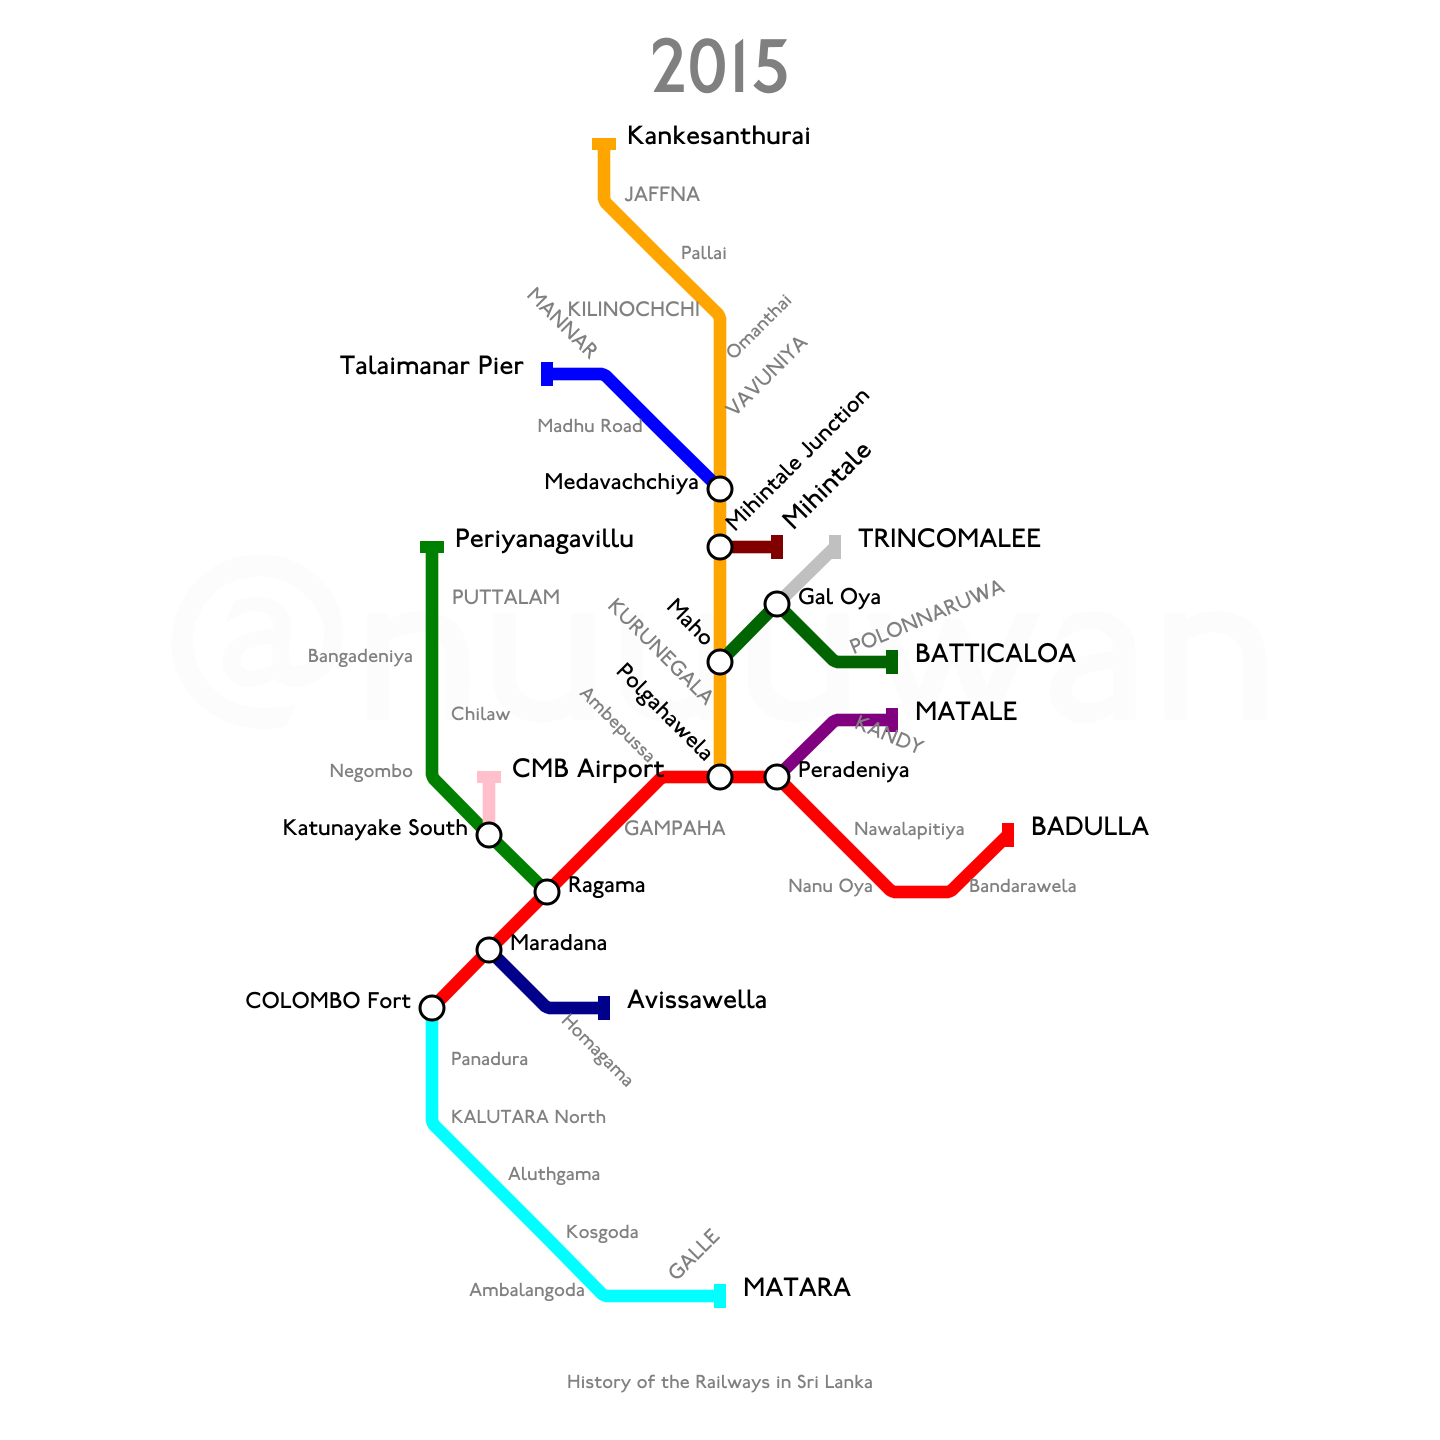 2015
Kankesanthurai
JAFFNA
Pallai
MANNAR
KILINOCHCHI
Omanthai
VAVUNIYA
Talaimanar Pier
Madhu Road
Mihintale Junction
Mihintale
Medavachchiya
Periyanagavillu
TRINCOMALEE
PUTTALAM
KURUNEGALA
Maho
Gal Oya
POLONNARUWA
Bangadeniya
BATTICALOA
Polgahawela
Ambepussa
Chilaw
MATALE
KANDY
Negombo
CMB Airport
Peradeniya
Katunayake South
GAMPAHA
Nawalapitiya
BADULLA
Ragama
Nanu Oya
Bandarawela
Maradana
COLOMBO Fort
Avissawella
Homagama
Panadura
KALUTARA North
Aluthgama
Kosgoda
GALLE
Ambalangoda
MATARA
History of the Railways in Sri Lanka